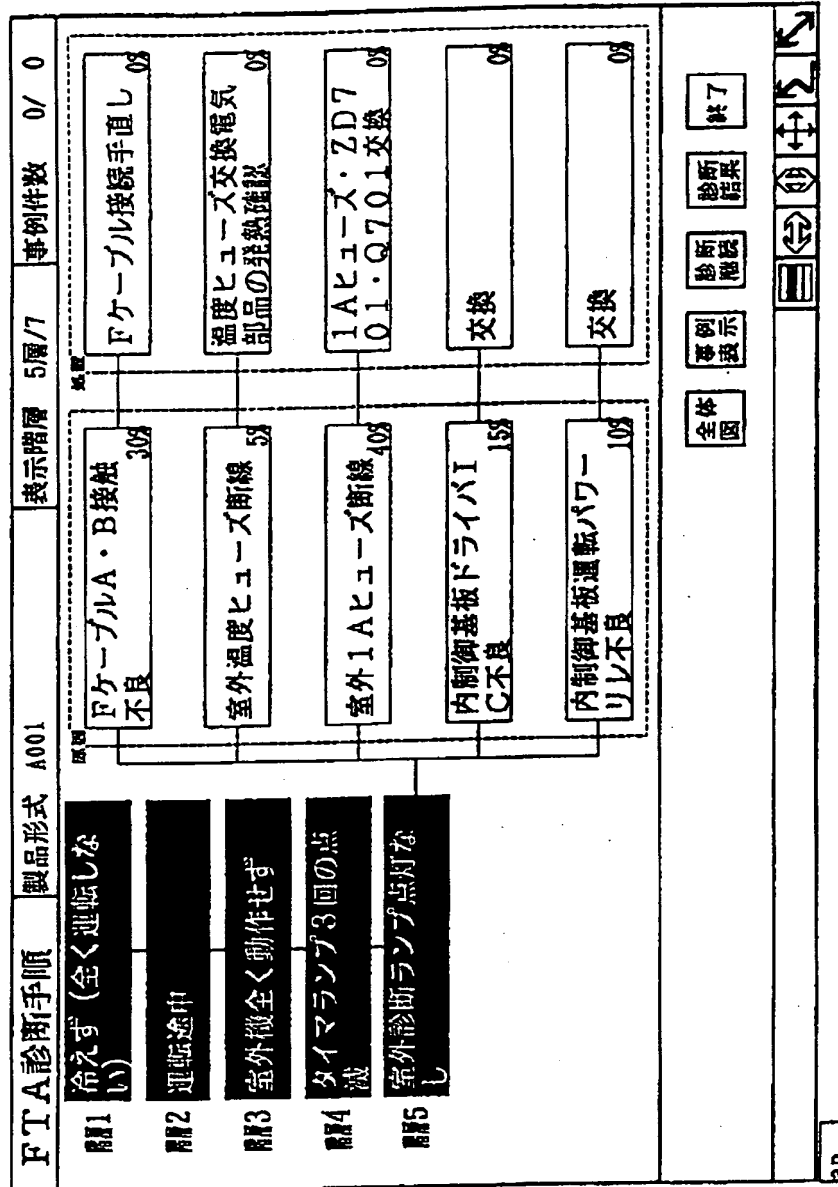 FTA診断手順
製品形式 A001
表示階層 5層/7
事例件数 0/ 0
階層1
冷えず(全く運転しな
い)
階層2
運転途中
階層3
室外機全く動作せず
階層4
タイマランプ3回の点
滅
階層5
室外診断ランプ点灯な
し
原因
FケーブルA・B接触
不良
30%
室外温度ヒューズ断線
5%
室外1Aヒューズ断線
40%
内制御基板ドライバI
C不良
15%
内制御基板運転パワー
リレ不良
10%
処置
Fケーブル接続手直し
0%
温度ヒューズ交換電気
部品の発熱確認
0%
1Aヒューズ・ZD7
01・Q701交換
0%
交換
0%
交換
0%
全体
図
事例
表示
診断
継続
診断
結果
終了